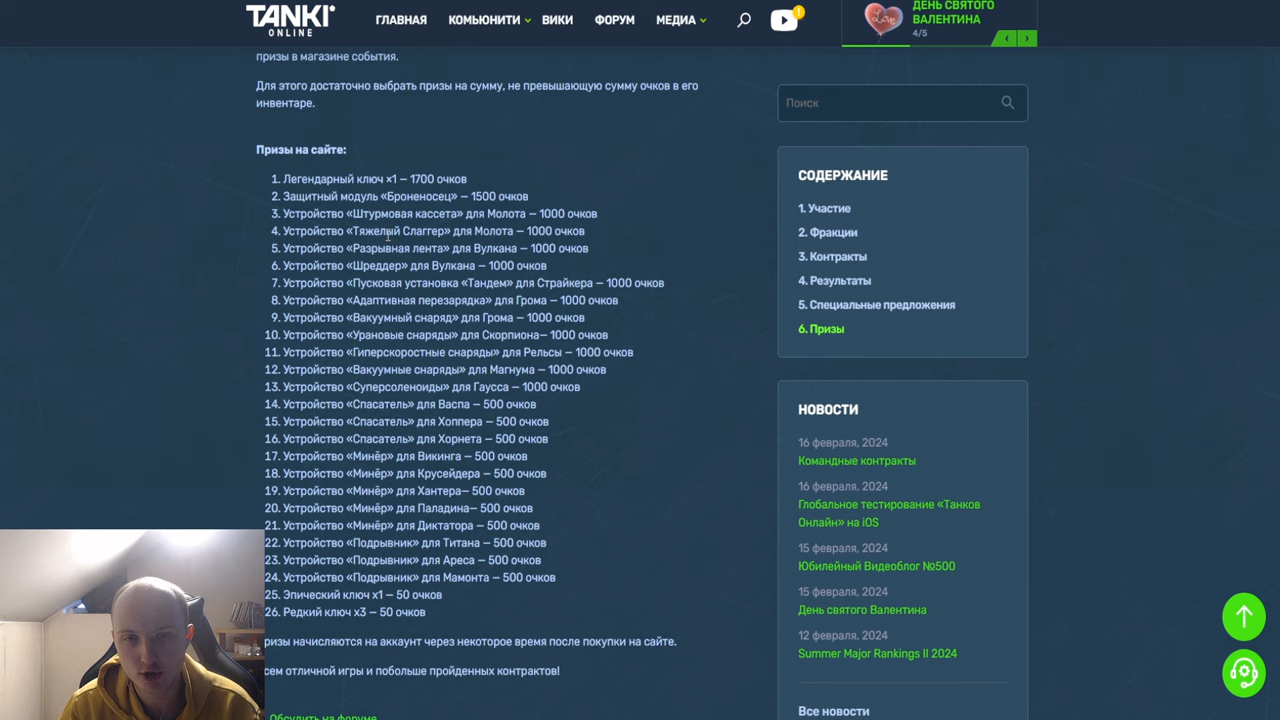 TANKI
ONLINE
ГЛАВНАЯ
КОМЬЮНИТИ
ВИКИ
ФОРУМ
МЕДИА
1
Love
ДЕНЬ СВЯТОГО
ВАЛЕНТИНА
4/5
призы в магазине события.
Для этого достаточно выбрать призы на сумму, не превышающую сумму очков в его
инвентаре.
Призы на сайте:
1. Легендарный ключ ×1 — 1700 очков
2. Защитный модуль «Броненосец» — 1500 очков
3. Устройство «Штурмовая кассета» для Молота — 1000 очков
4. Устройство «Тяжелый Слаггер» для Молота — 1000 очков
5. Устройство «Разрывная лента» для Вулкана — 1000 очков
6. Устройство «Шреддер» для Вулкана — 1000 очков
7. Устройство «Пусковая установка «Тандем» для Страйкера — 1000 очков
8. Устройство «Адаптивная перезарядка» для Грома — 1000 очков
9. Устройство «Вакуумный снаряд» для Грома — 1000 очков
10. Устройство «Урановые снаряды» для Скорпиона— 1000 очков
11. Устройство «Гиперскоростные снаряды» для Рельсы — 1000 очков
12. Устройство «Вакуумные снаряды» для Магнума — 1000 очков
13. Устройство «Суперсоленоиды» для Гаусса — 1000 очков
14. Устройство «Спасатель» для Васпа — 500 очков
15. Устройство «Спасатель» для Хоппера — 500 очков
16. Устройство «Спасатель» для Хорнета — 500 очков
17. Устройство «Минёр» для Викинга — 500 очков
18. Устройство «Минёр» для Крусейдера — 500 очков
19. Устройство «Минёр» для Хантера— 500 очков
20. Устройство «Минёр» для Паладина— 500 очков
21. Устройство «Минёр» для Диктатора — 500 очков
22. Устройство «Подрывник» для Титана — 500 очков
23. Устройство «Подрывник» для Ареса — 500 очков
24. Устройство «Подрывник» для Мамонта — 500 очков
25. Эпический ключ x1 — 50 очков
26. Редкий ключ x3 — 50 очков
ризы начисляются на аккаунт через некоторое время после покупки на сайте.
сем отличной игры и побольше пройденных контрактов!
Обсудить на форуме
Поиск
СОДЕРЖАНИЕ
1. Участие
2. Фракции
3. Контракты
4. Результаты
5. Специальные предложения
6. Призы
НОВОСТИ
16 февраля, 2024
Командные контракты
16 февраля, 2024
Глобальное тестирование «Танков
Онлайн» на iOS
15 февраля, 2024
Юбилейный Видеоблог №500
15 февраля, 2024
День святого Валентина
12 февраля, 2024
Summer Major Rankings II 2024
Все новости